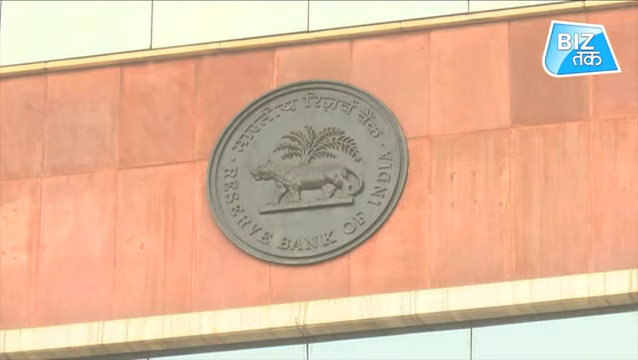 BIZ
तक
भारतीय रिज़र्व बैंक
RESERVE BANK OF INDIA